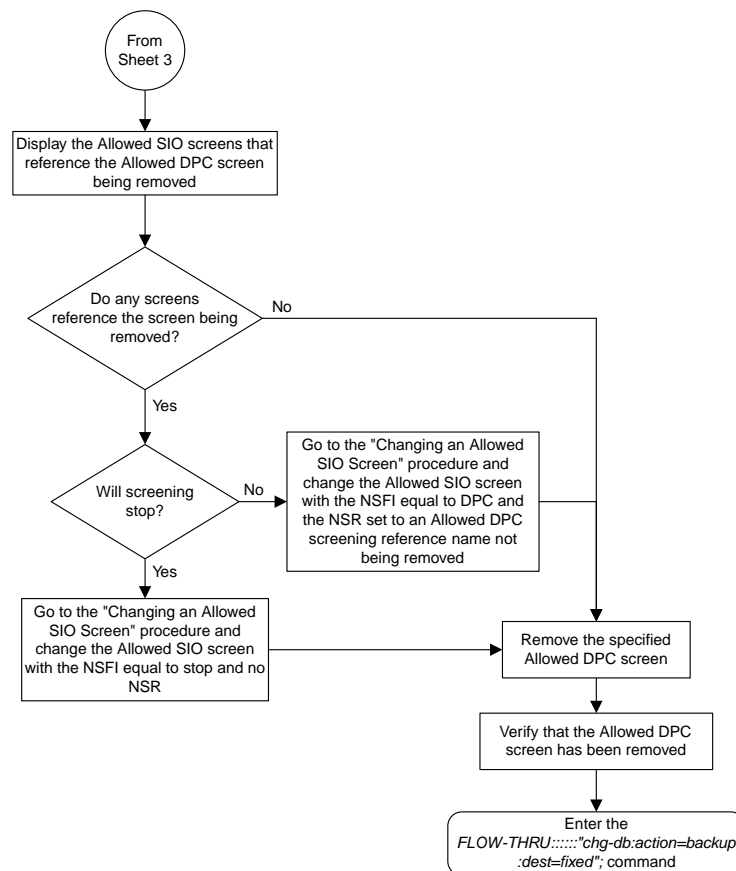 From
Sheet 3
Display the Allowed SIO screens that
reference the Allowed DPC screen
being removed
Do any screens
reference the screen being
removed?
No
Yes
Will screening
stop?
No
Go to the "Changing an Allowed
SIO Screen" procedure and
change the Allowed SIO screen
with the NSFI equal to DPC and
the NSR set to an Allowed DPC
screening reference name not
being removed
Yes
Go to the "Changing an Allowed
SIO Screen" procedure and
change the Allowed SIO screen
with the NSFI equal to stop and no
NSR
Remove the specified
Allowed DPC screen
Verify that the Allowed DPC
screen has been removed
Enter the
FLOW-THRU::::::"chg-db:action=backup
:dest=fixed"; command